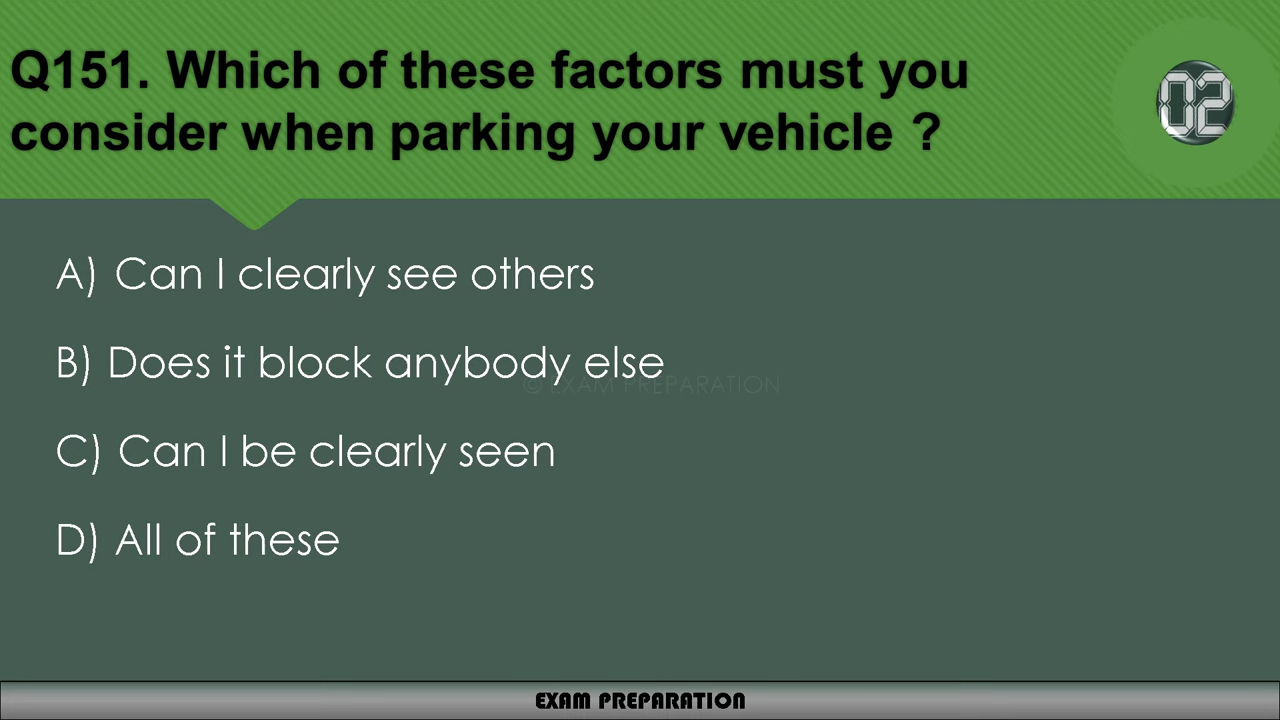 Q151. Which of these factors must you
consider when parking your vehicle ?
02
A) Can I clearly see others
B) Does it block anybody else
© EXAM PREPARATION
C) Can I be clearly seen
D) All of these
EXAM PREPARATION